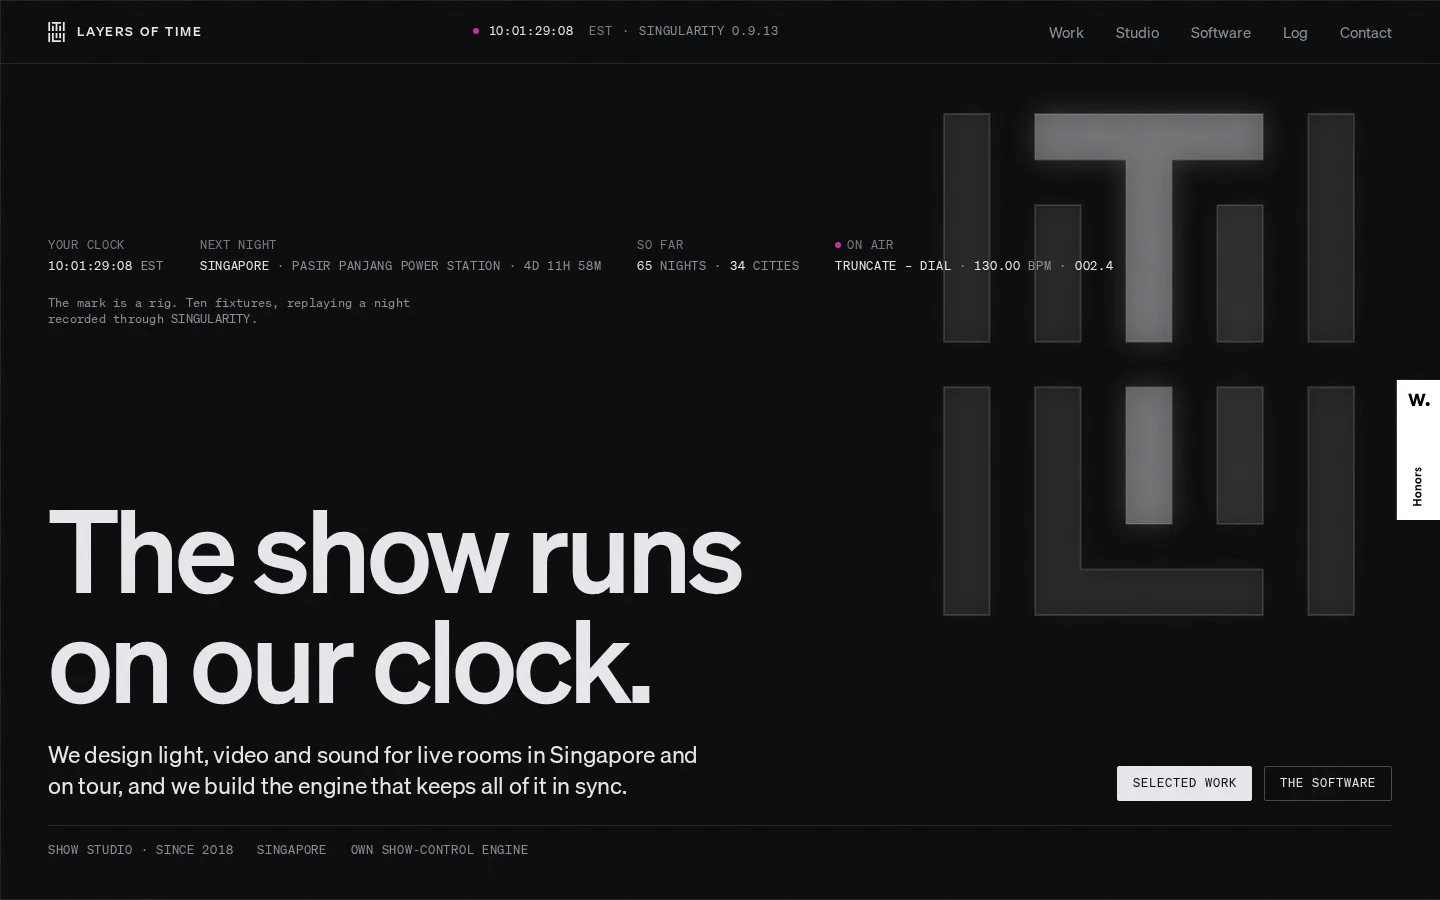 LAYERS OF TIME
10:01:29:08 EST · SINGULARITY 0.9.13
Work Studio Software Log Contact
YOUR CLOCK
10:01:29:08 EST
NEXT NIGHT
SINGAPORE · PASIR PANJANG POWER STATION · 4D 11H 58M
SO FAR
65 NIGHTS · 34 CITIES
ON AIR
TRUNCATE – DIAL · 130.00 BPM · 002.4
The mark is a rig. Ten fixtures, replaying a night
recorded through SINGULARITY.
W.
Honors
The show runs
on our clock.
We design light, video and sound for live rooms in Singapore and
on tour, and we build the engine that keeps all of it in sync.
SELECTED WORK
THE SOFTWARE
SHOW STUDIO · SINCE 2018 SINGAPORE OWN SHOW-CONTROL ENGINE